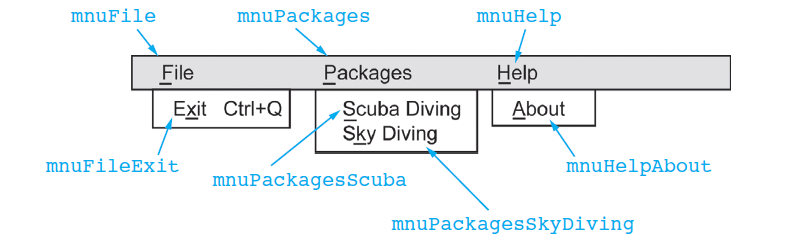 mnuFile mnuPackages mnuHelp
File Packages Help
Exit Ctrl+Q Scuba Diving About
Sky Diving
mnuFileExit mnuPackagesScuba mnuHelpAbout
mnuPackagesSkyDiving